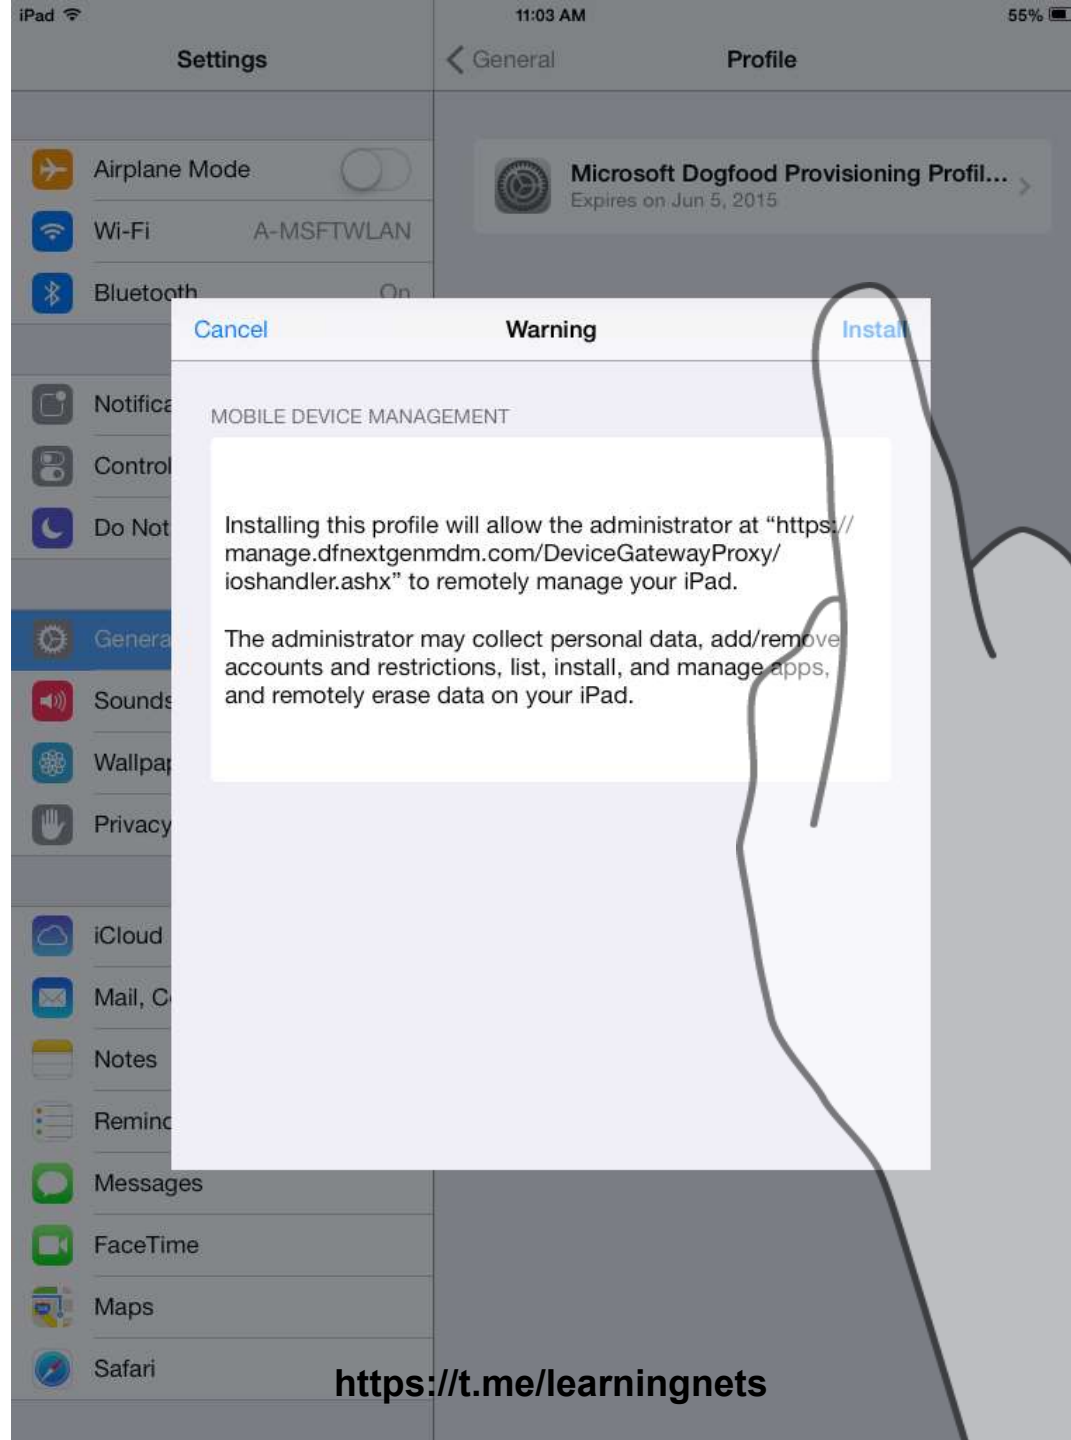 iPad
11:03 AM
55%
Settings
General
Profile
Airplane Mode
Wi-Fi
A-MSFTWLAN
Bluetooth
On
Microsoft Dogfood Provisioning Profil...
Expires on Jun 5, 2015
Cancel
Warning
Install
MOBILE DEVICE MANAGEMENT
Installing this profile will allow the administrator at “https://
manage.dfnextgenmdm.com/DeviceGatewayProxy/
ioshandler.ashx” to remotely manage your iPad.
The administrator may collect personal data, add/remove
accounts and restrictions, list, install, and manage apps,
and remotely erase data on your iPad.
Notifica
Control
Do Not
Genera
Sounds
Wallpap
Privacy
iCloud
Mail, Co
Notes
Remind
Messages
FaceTime
Maps
Safari
https://t.me/learningnets